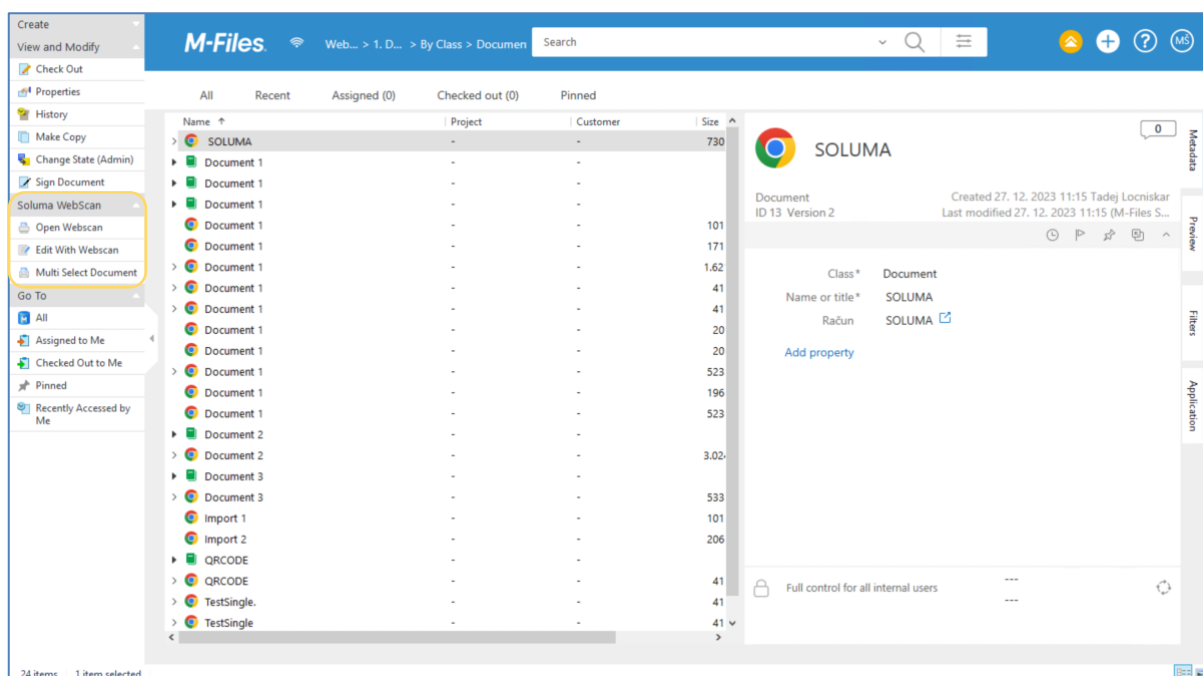 Create
View and Modify
Check Out
Properties
History
Make Copy
Change State (Admin)
Sign Document
Soluma WebScan
Open Webscan
Edit With Webscan
Multi Select Document
Go To
All
Assigned to Me
Checked Out to Me
Pinned
Recently Accessed by
Me
M-Files. Web... > 1. D... > By Class > Documen Search MŠ
All Recent Assigned (0) Checked out (0) Pinned
Name Project Customer Size
SOLUMA - - 730
Document 1 - -
Document 1 - -
Document 1 - -
Document 1 - - 101
Document 1 - - 171
Document 1 - - 1.62
Document 1 - - 41
Document 1 - - 41
Document 1 - - 20
Document 1 - - 20
Document 1 - - 523
Document 1 - - 196
Document 1 - - 523
Document 2 - -
Document 2 - - 3.02
Document 3 - -
Document 3 - - 533
Import 1 - - 101
Import 2 - - 206
QRCODE - -
QRCODE - - 41
TestSingle. - - 41
TestSingle - - 41
0
SOLUMA
Document Created 27. 12. 2023 11:15 Tadej Locniskar
ID 13 Version 2 Last modified 27. 12. 2023 11:15 (M-Files S...
Class* Document
Name or title* SOLUMA
Račun SOLUMA
Add property
Full control for all internal users ---
---
Metadata
Preview
Filters
Application
24 items 1 item selected